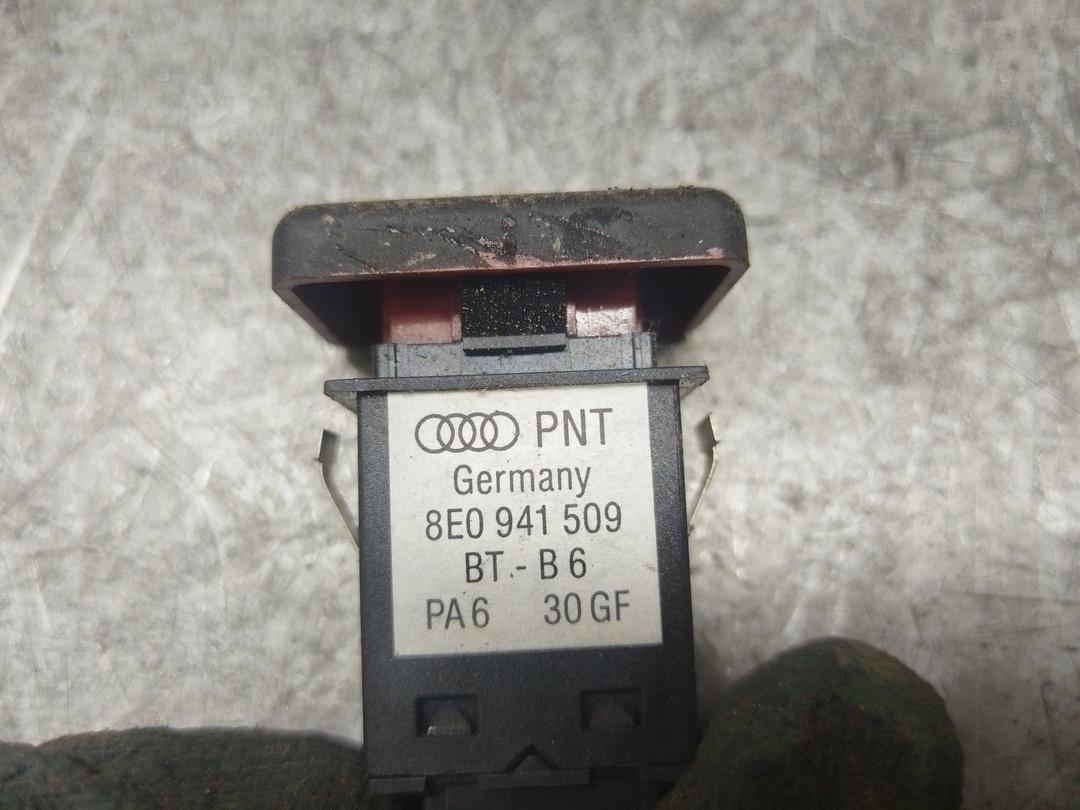 PNT
Germany
8E0 941 509
BT.- B 6
PA 6 30 GF